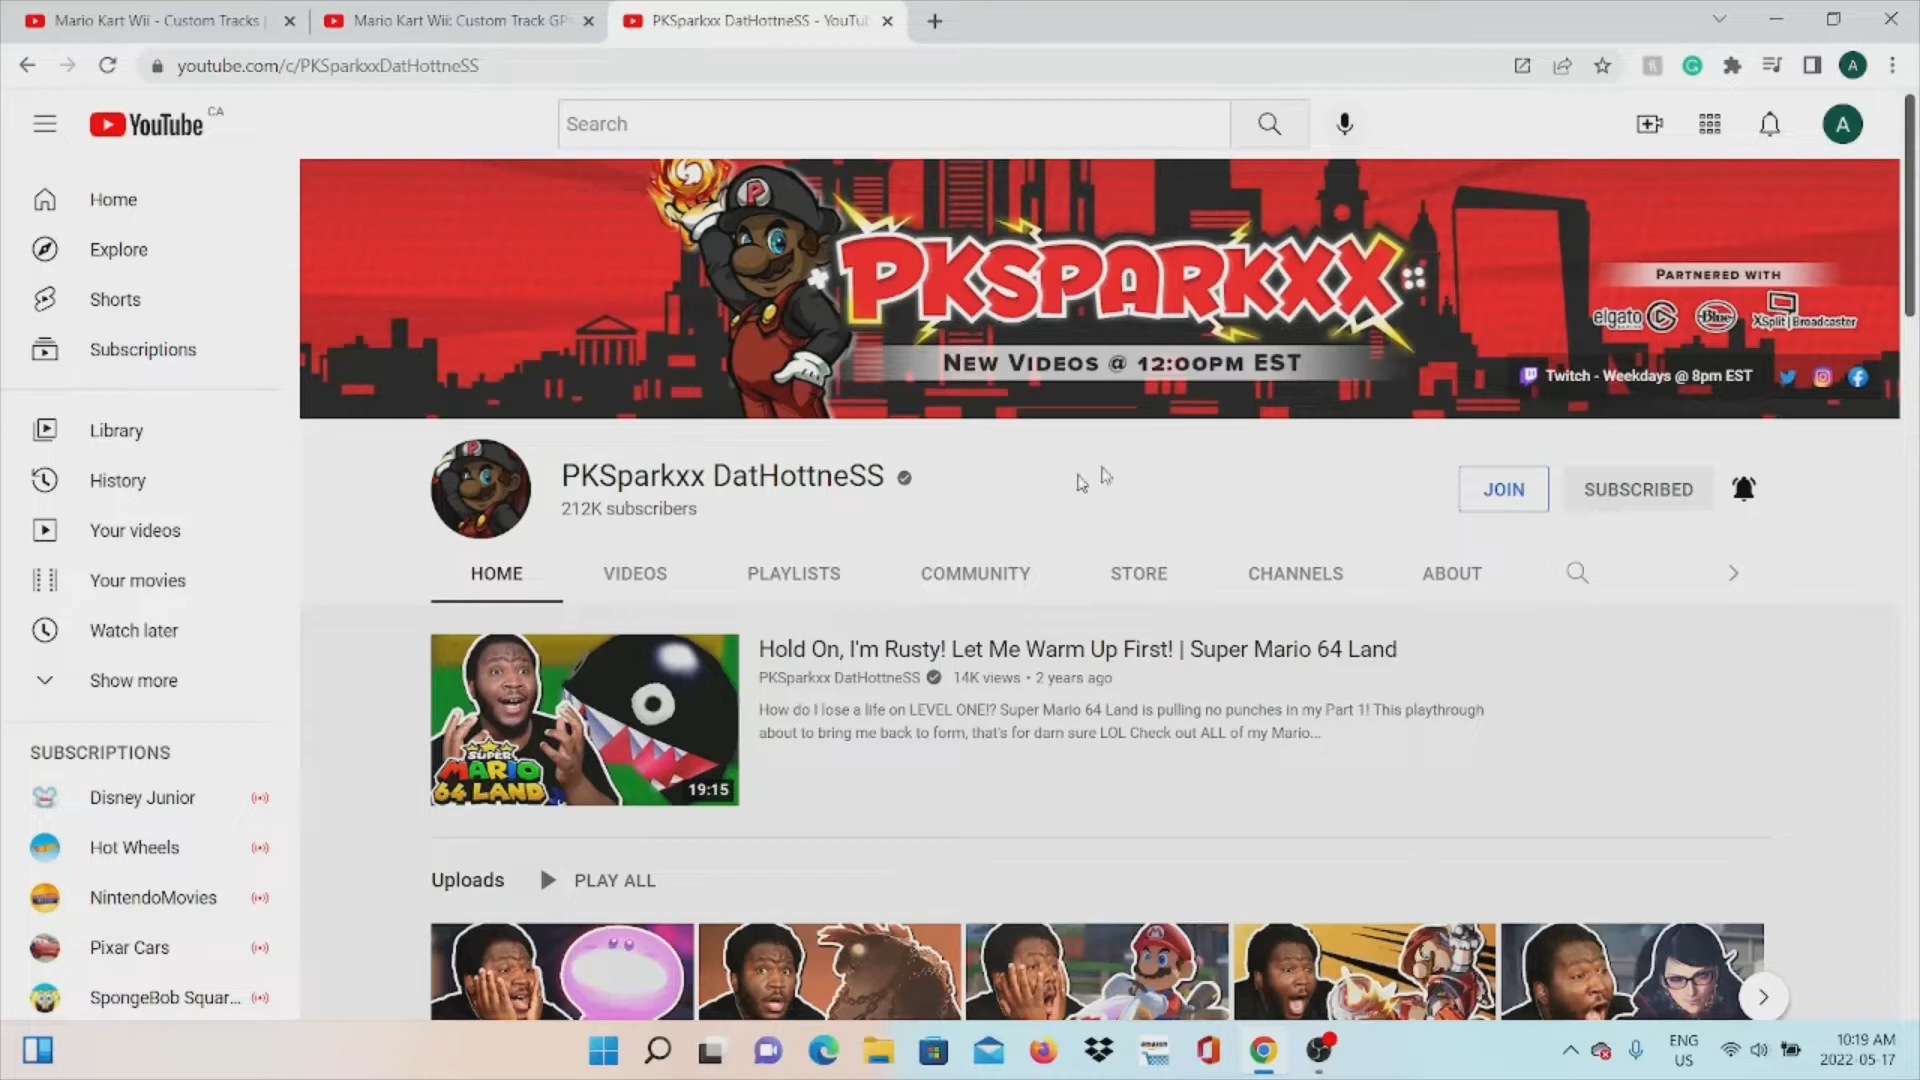 Mario Kart Wii - Custom Tracks |
Mario Kart Wii: Custom Track GP
PKSparkxx DatHottneSS - YouTu
youtube.com/c/PKSparkxxDatHottneSS
A
YouTube CA
Search
A
Home
Explore
Shorts
Subscriptions
Library
History
Your videos
Your movies
Watch later
Show more
SUBSCRIPTIONS
Disney Junior
Hot Wheels
NintendoMovies
Pixar Cars
SpongeBob Squar...
P
PKSPARKXX
NEW VIDEOS @ 12:00PM EST
PARTNERED WITH
elgato
Blue
XSplit | Broadcaster
Twitch - Weekdays @ 8pm EST
PKSparkxx DatHottneSS
212K subscribers
JOIN
SUBSCRIBED
HOME
VIDEOS
PLAYLISTS
COMMUNITY
STORE
CHANNELS
ABOUT
SUPER
MARIO
64 LAND
19:15
Hold On, I'm Rusty! Let Me Warm Up First! | Super Mario 64 Land
PKSparkxx DatHottneSS 14K views • 2 years ago
How do I lose a life on LEVEL ONE!? Super Mario 64 Land is pulling no punches in my Part 1! This playthrough
about to bring me back to form, that's for darn sure LOL Check out ALL of my Mario...
Uploads
PLAY ALL
amazon
ENG
US
10:19 AM
2022-05-17